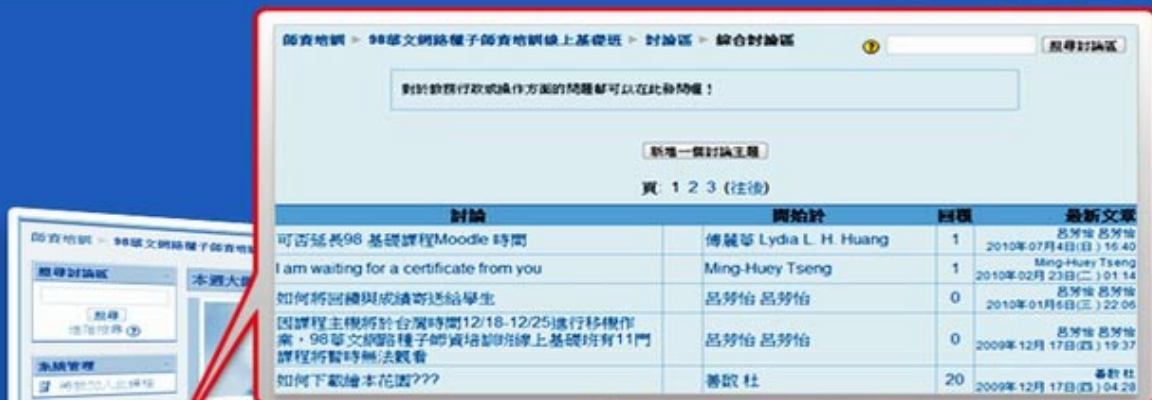 師資培訓 ► 98華文網路種子師資培訓線上基礎班 ► 討論區 ► 綜合討論區
搜尋討論區
對於教務行政或操作方面的問題都可以在此發問喔！
新增一個討論主題
頁: 1 2 3 (往後)
討論 開始於 回覆 最新文章
可否延長98 基礎課程Moodle 時間 傅麗華 Lydia L. H. Huang 1 呂芳怡 呂芳怡
2010年07月4日(日) 16:40
I am waiting for a certificate from you Ming-Huey Tseng 1 Ming-Huey Tseng
2010年02月 23日(二) 01:14
如何將回饋與成績寄送給學生 呂芳怡 呂芳怡 0 呂芳怡 呂芳怡
2010年01月6日(三) 22:06
因課程主機將於台灣時間12/18-12/25進行移機作
業，98華文網路種子師資培訓班線上基礎班有11門
課程將暫時無法觀看 呂芳怡 呂芳怡 0 呂芳怡 呂芳怡
2009年12月 17日(四) 19:37
如何下載繪本花園??? 善啟 杜 20 善啟 杜
2009年12月 17日(四) 04:28
師資培訓 ► 98華文網路種子師資培
搜尋討論區
本週大
搜尋
進階搜尋
系統管理